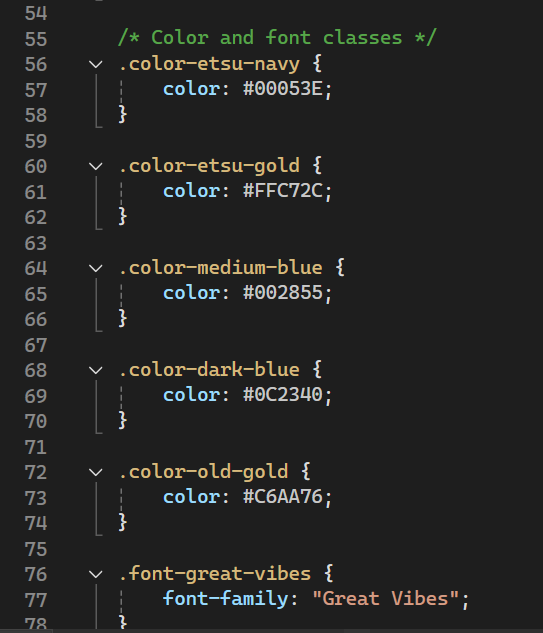 54
55 /* Color and font classes */
56 .color-etsu-navy {
57 color: #00053E;
58 }
59
60 .color-etsu-gold {
61 color: #FFC72C;
62 }
63
64 .color-medium-blue {
65 color: #002855;
66 }
67
68 .color-dark-blue {
69 color: #0C2340;
70 }
71
72 .color-old-gold {
73 color: #C6AA76;
74 }
75
76 .font-great-vibes {
77 font-family: "Great Vibes";
78 }